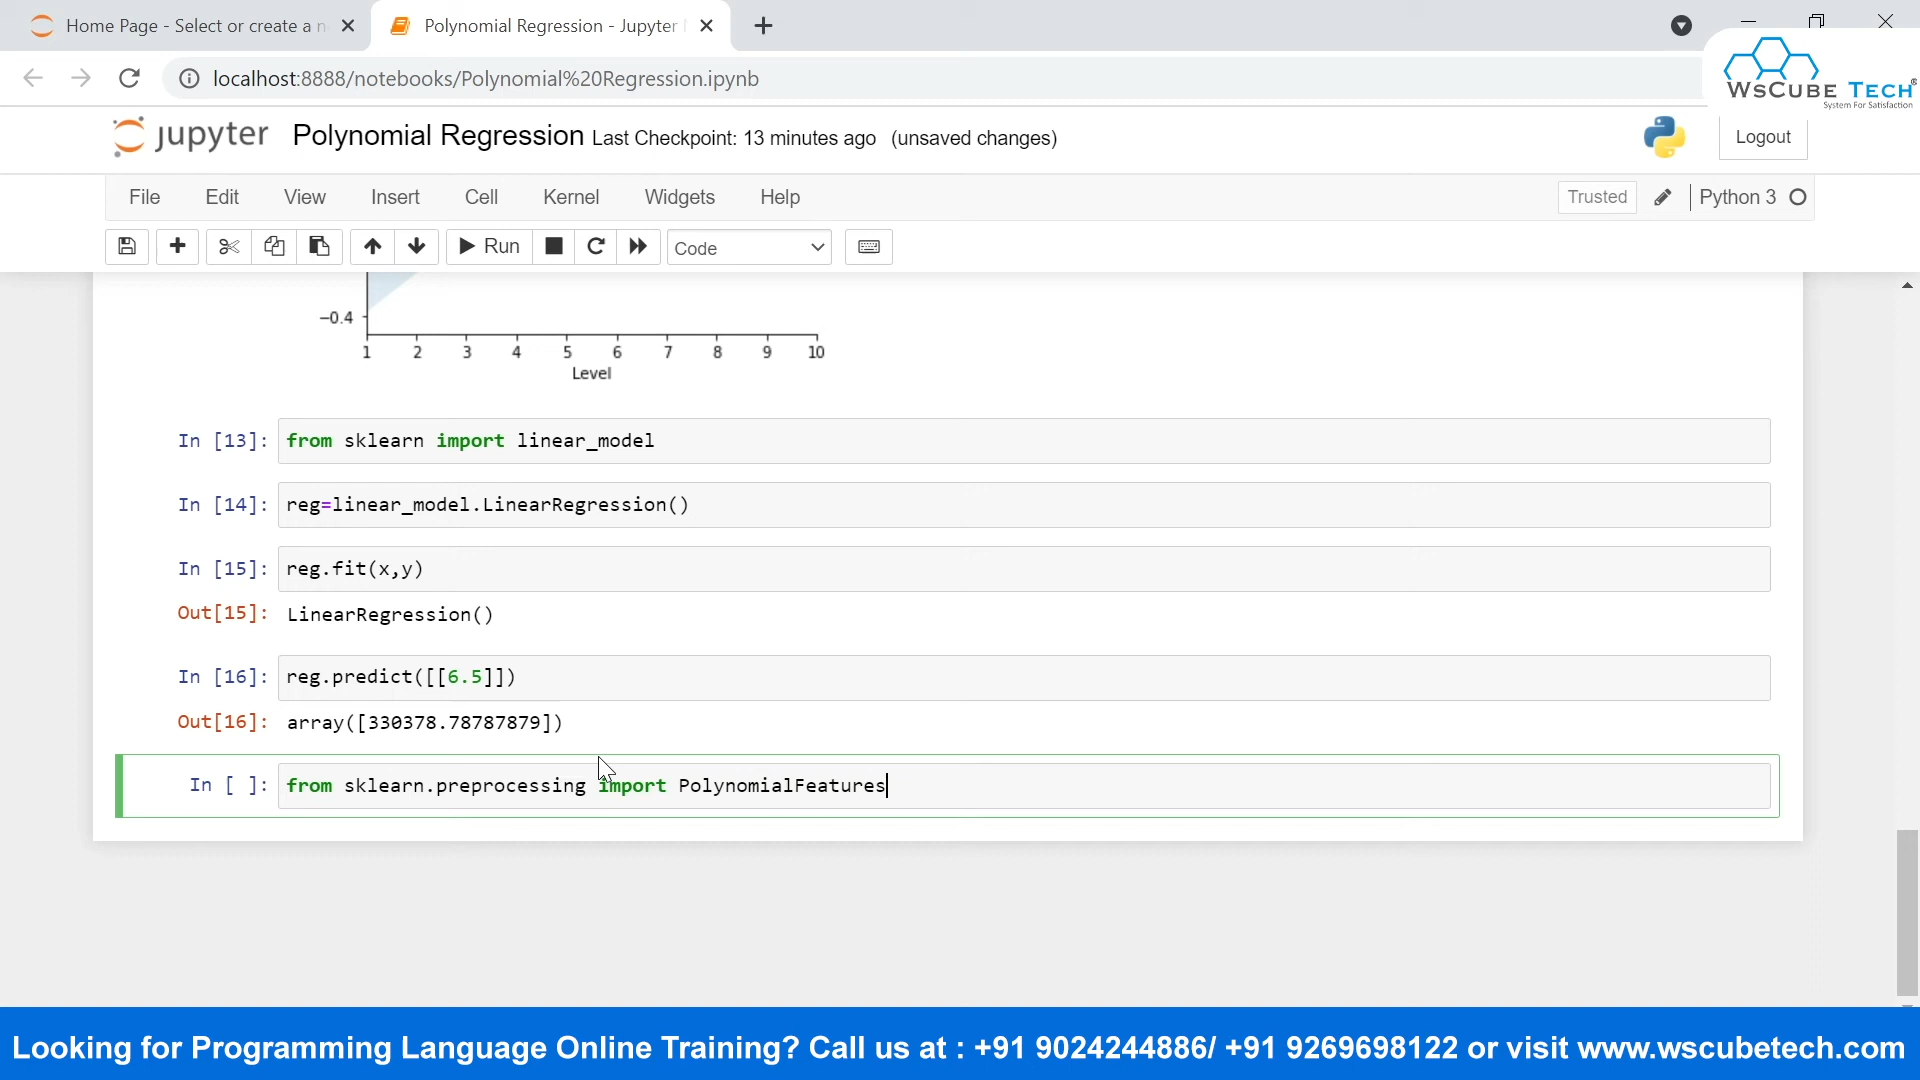 Home Page - Select or create a n
Polynomial Regression - Jupyter
localhost:8888/notebooks/Polynomial%20Regression.ipynb
WsCube Tech®
System For Satisfaction
jupyter Polynomial Regression Last Checkpoint: 13 minutes ago (unsaved changes)
Logout
File Edit View Insert Cell Kernel Widgets Help
Trusted Python 3
Run Code
−0.4
1 2 3 4 5 6 7 8 9 10
Level
In [13]: from sklearn import linear_model
In [14]: reg=linear_model.LinearRegression()
In [15]: reg.fit(x,y)
Out[15]: LinearRegression()
In [16]: reg.predict([[6.5]])
Out[16]: array([330378.78787879])
In [ ]: from sklearn.preprocessing import PolynomialFeatures
Looking for Programming Language Online Training? Call us at : +91 9024244886/ +91 9269698122 or visit www.wscubetech.com